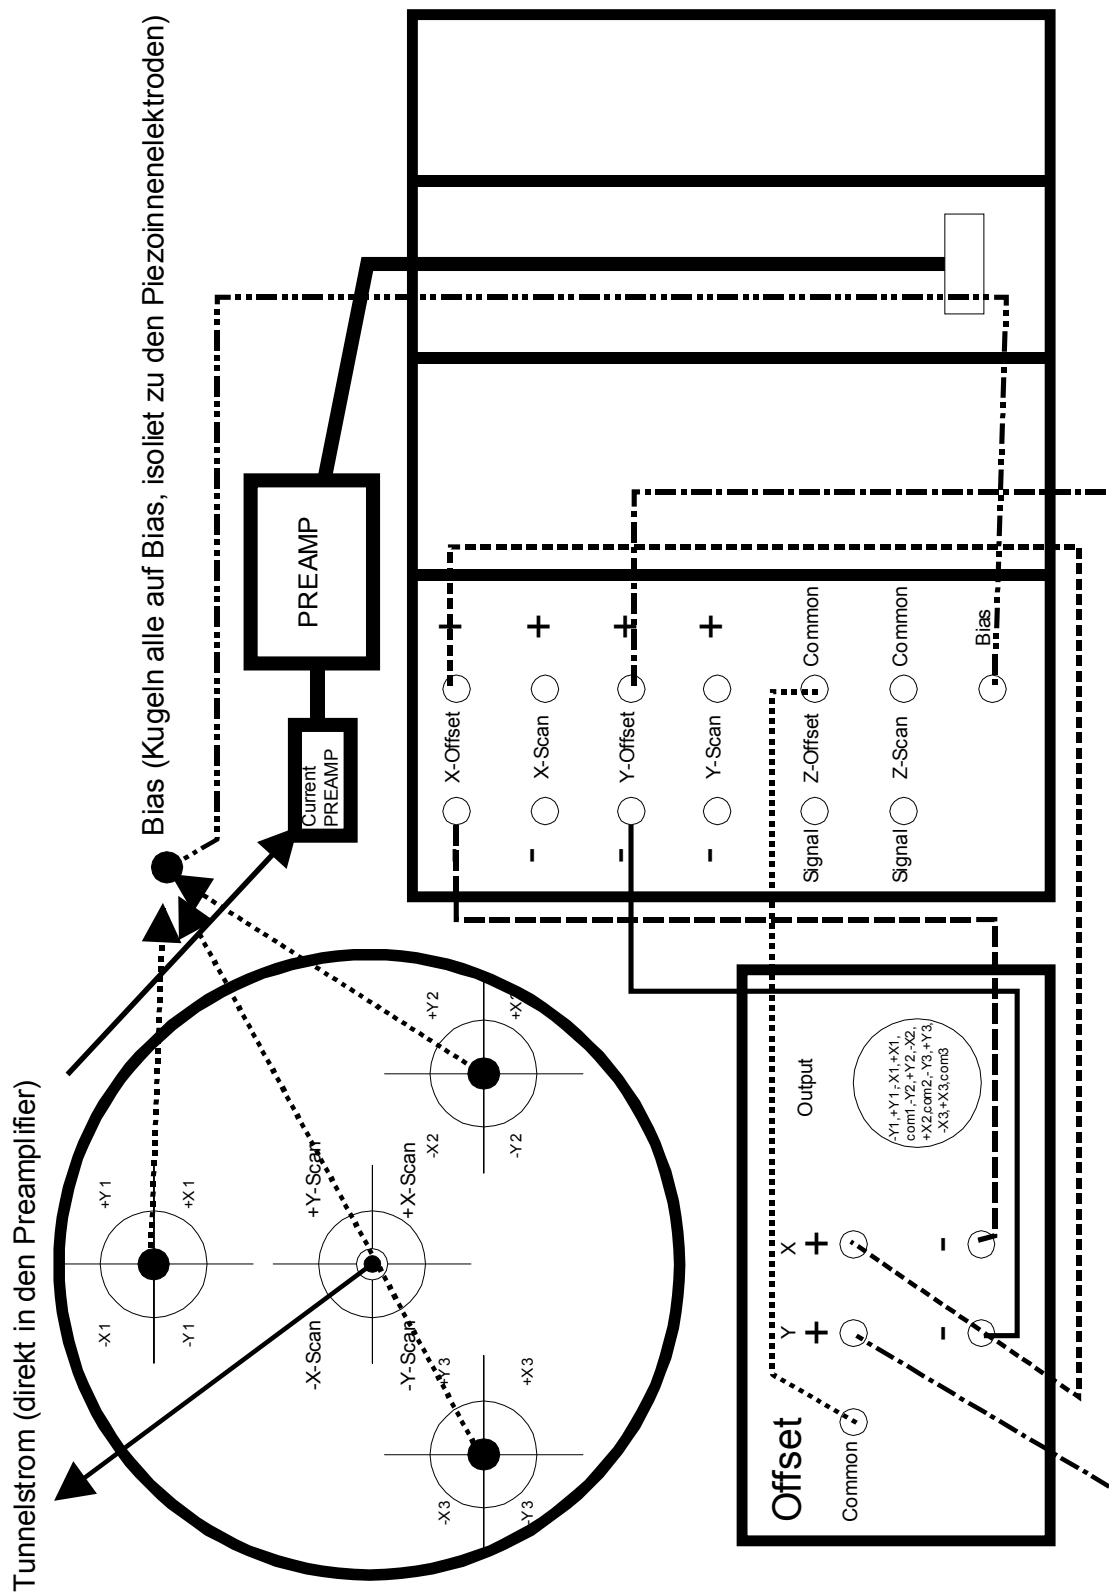 Tunnelstrom (direkt in den Preamplifier)
Bias (Kugeln alle auf Bias, isoliet zu den Piezoinnenelektroden)
-X1
+Y1
-Y1
+X1
-X-Scan
+Y-Scan
-Y-Scan
+X-Scan
-X2
+Y2
-Y2
-X3
+Y3
-Y3
+X3
Current
PREAMP
PREAMP
-
X-Offset
+
-
X-Scan
+
-
Y-Offset
+
-
Y-Scan
+
Signal
Z-Offset
Common
Signal
Z-Scan
Common
Bias
Offset
Common
Y
X
+
+
-
-
Output
-Y1,+Y1,-X1,+X1,
com1,-Y2,+Y2,-X2,
+X2,com2,-Y3,+Y3,
-X3,+X3,com3